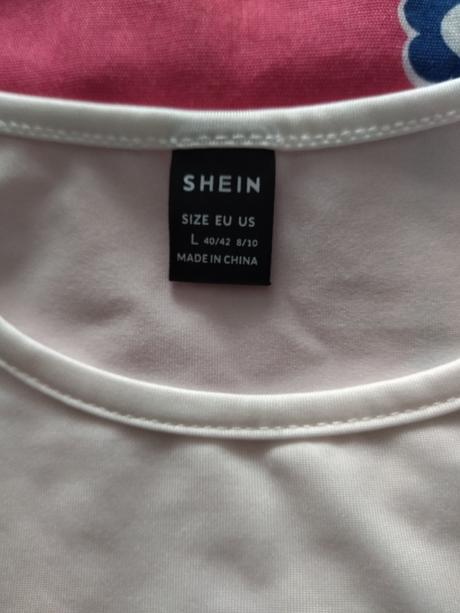 SHEIN
SIZE EU US
L 40/42 8/10
MADE IN CHINA